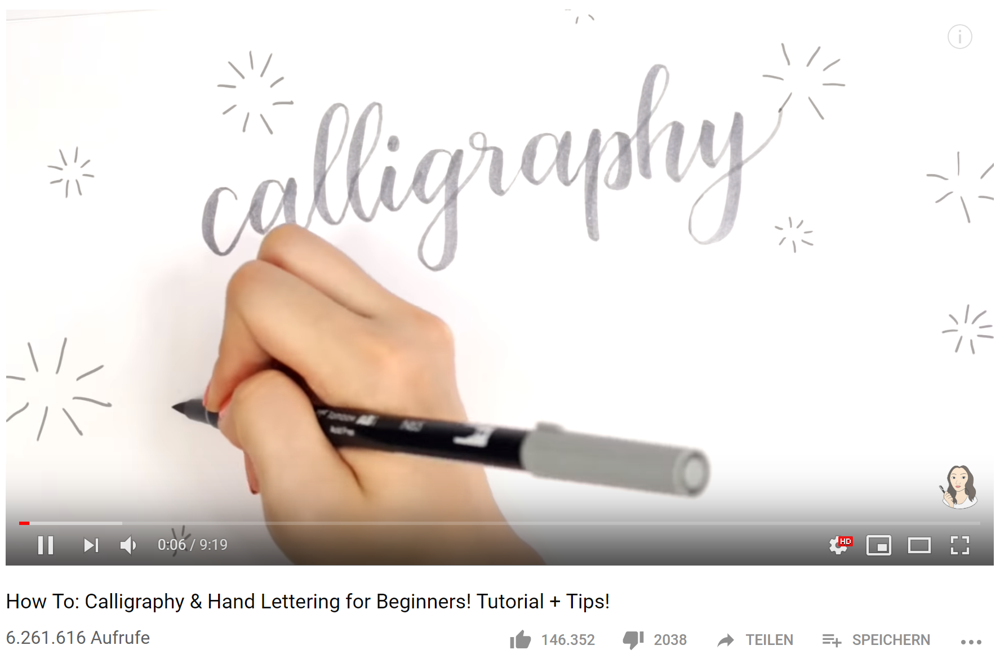 calligraphy
HD
0:06 / 9:19
How To: Calligraphy & Hand Lettering for Beginners! Tutorial + Tips!
6.261.616 Aufrufe
146.352
2038
TEILEN
SPEICHERN